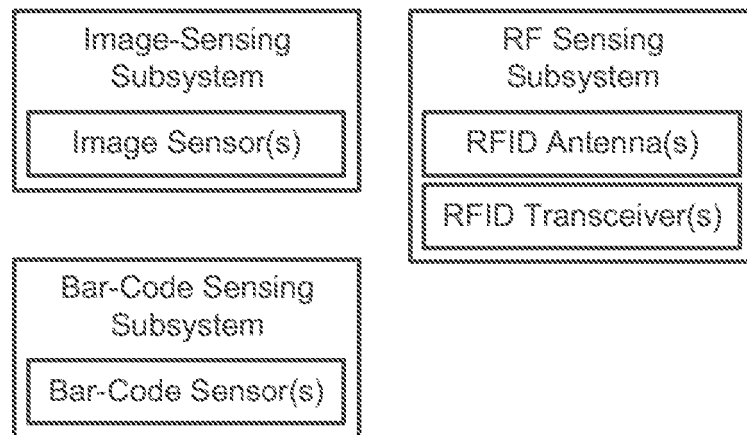 Image-Sensing
Subsystem
Image Sensor(s)
RF Sensing
Subsystem
RFID Antenna(s)
RFID Transceiver(s)
Bar-Code Sensing
Subsystem
Bar-Code Sensor(s)